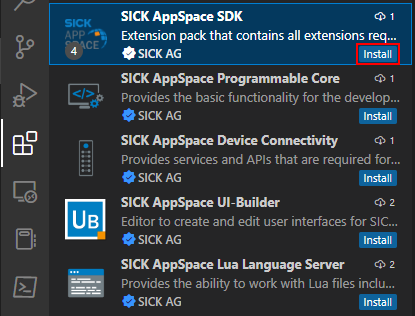 SICK AppSpace SDK
1
SICK
APP
SPACE
4
Extension pack that contains all extensions req...
SICK AG
Install
SICK AppSpace Programmable Core
1
Provides the basic functionality for the develop...
SICK AG
Install
SICK AppSpace Device Connectivity
1
Provides services and APIs that are required for...
SICK AG
Install
SICK AppSpace UI-Builder
2
UB
Editor to create and edit user interfaces for SIC...
SICK AG
Install
SICK AppSpace Lua Language Server
2
Provides the ability to work with Lua files inclu...
SICK AG
Install